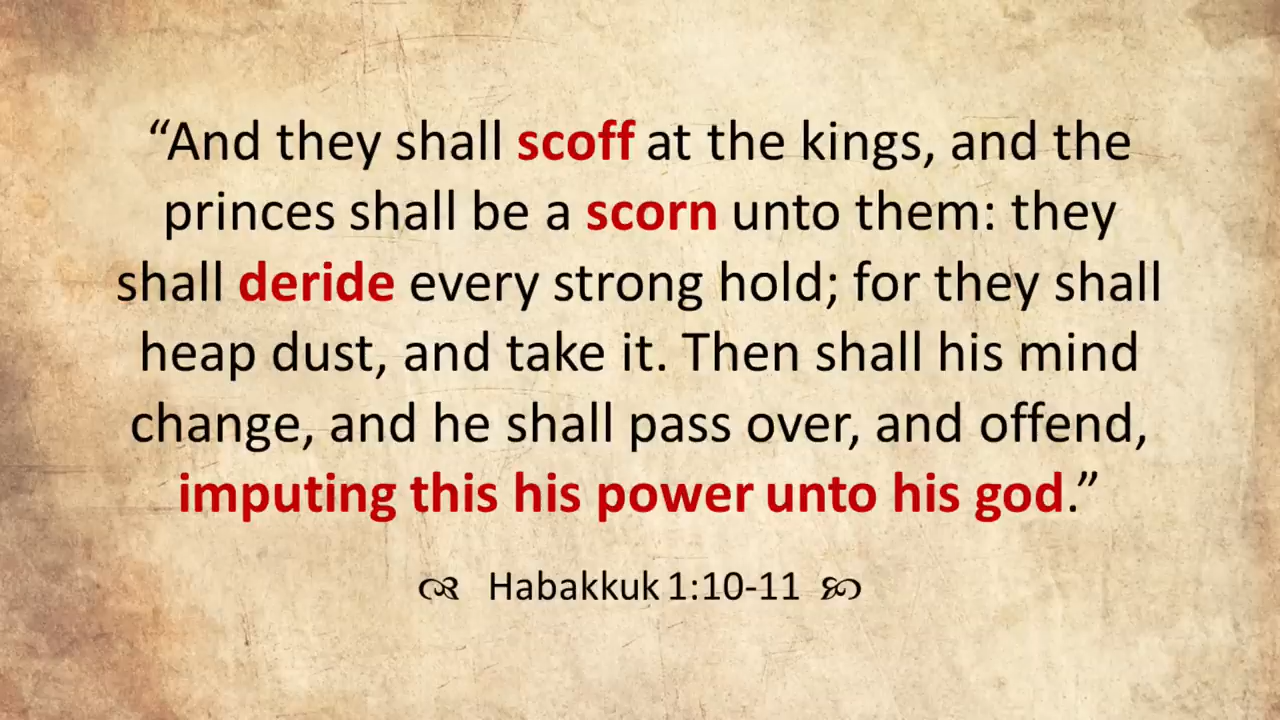 “And they shall scoff at the kings, and the
princes shall be a scorn unto them: they
shall deride every strong hold; for they shall
heap dust, and take it. Then shall his mind
change, and he shall pass over, and offend,
imputing this his power unto his god.”
Habakkuk 1:10-11